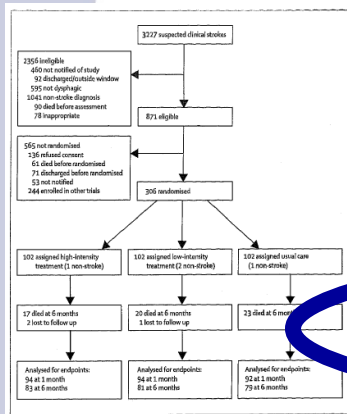 3227 suspected clinical strokes
2356 ineligible
460 not notified of study
92 discharged/outside window
595 not dysphagic
1041 non-stroke diagnosis
90 died before assessment
78 inappropriate
871 eligible
565 not randomised
136 refused consent
61 died before randomised
71 discharged before randomised
53 not notified
244 enrolled in other trials
306 randomised
102 assigned high-intensity
treatment (1 non-stroke)
102 assigned low-intensity
treatment (2 non-stroke)
102 assigned usual care
(1 non-stroke)
17 died at 6 months
2 lost to follow up
20 died at 6 months
1 lost to follow up
23 died at 6
Analysed for endpoints:
94 at 1 month
83 at 6 months
Analysed for endpoints:
94 at 1 month
81 at 6 months
Analysed for endpoints:
92 at 1 month
79 at 6 months